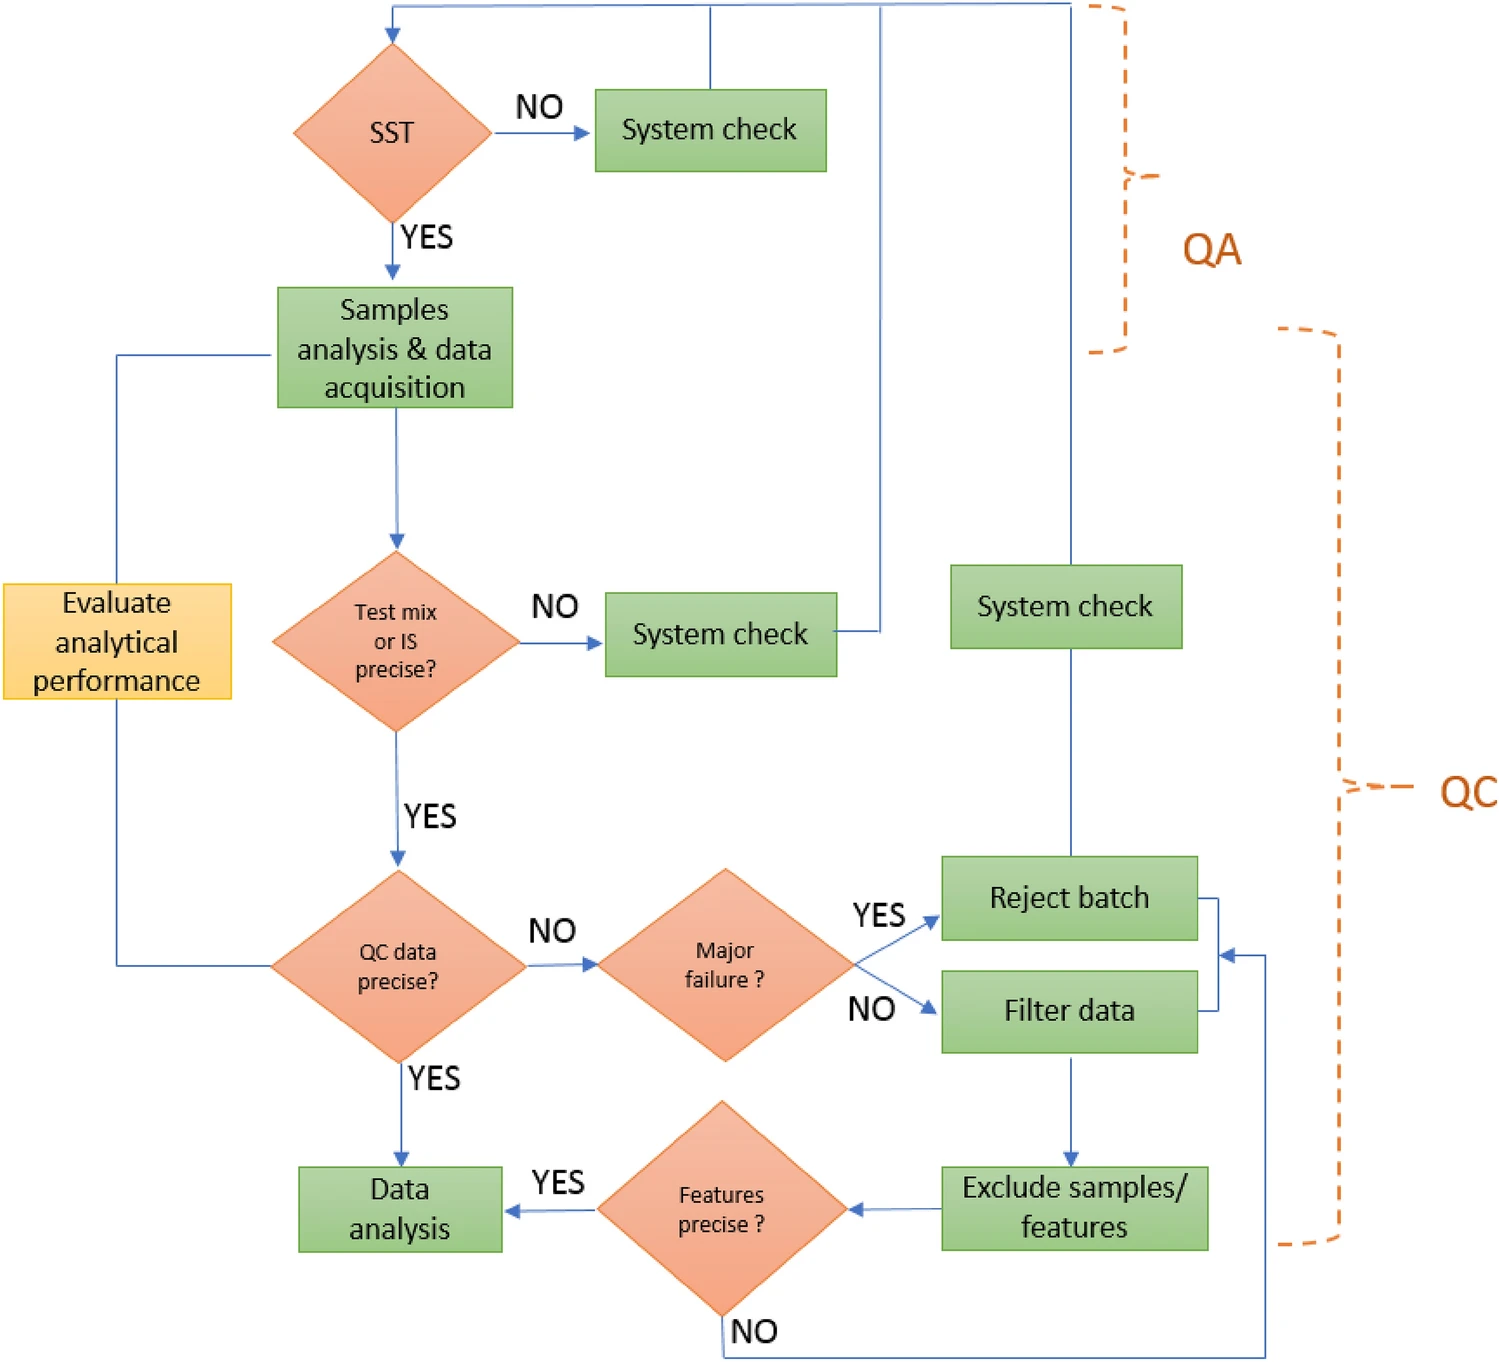 SST
NO
System check
YES
QA
Samples
analysis & data
acquisition
Evaluate
analytical
performance
Test mix
or IS
precise?
NO
System check
System check
QC
YES
QC data
precise?
NO
Major
failure ?
YES
Reject batch
NO
Filter data
YES
Data
analysis
YES
Features
precise ?
Exclude samples/
features
NO